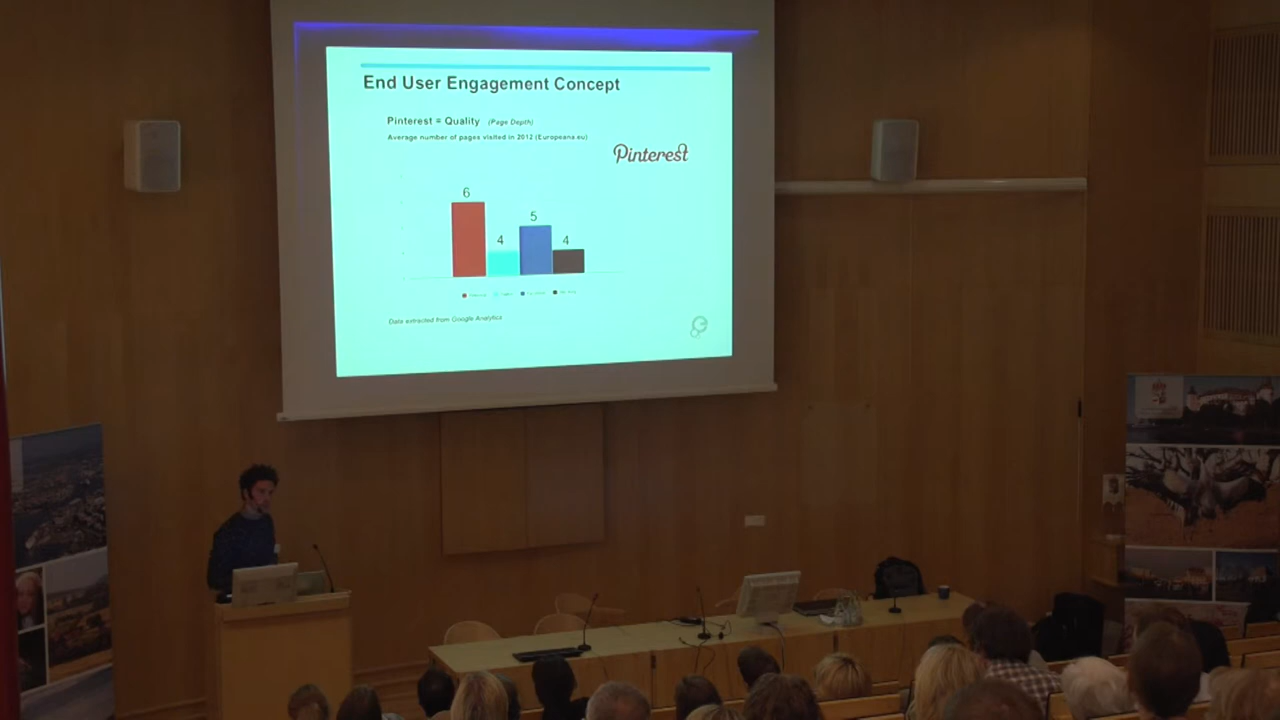 End User Engagement Concept
Pinterest = Quality (Page Depth)
Average number of pages visited in 2012 (Europeana.eu)
Pinterest
6
4
5
4
Data extracted from Google Analytics